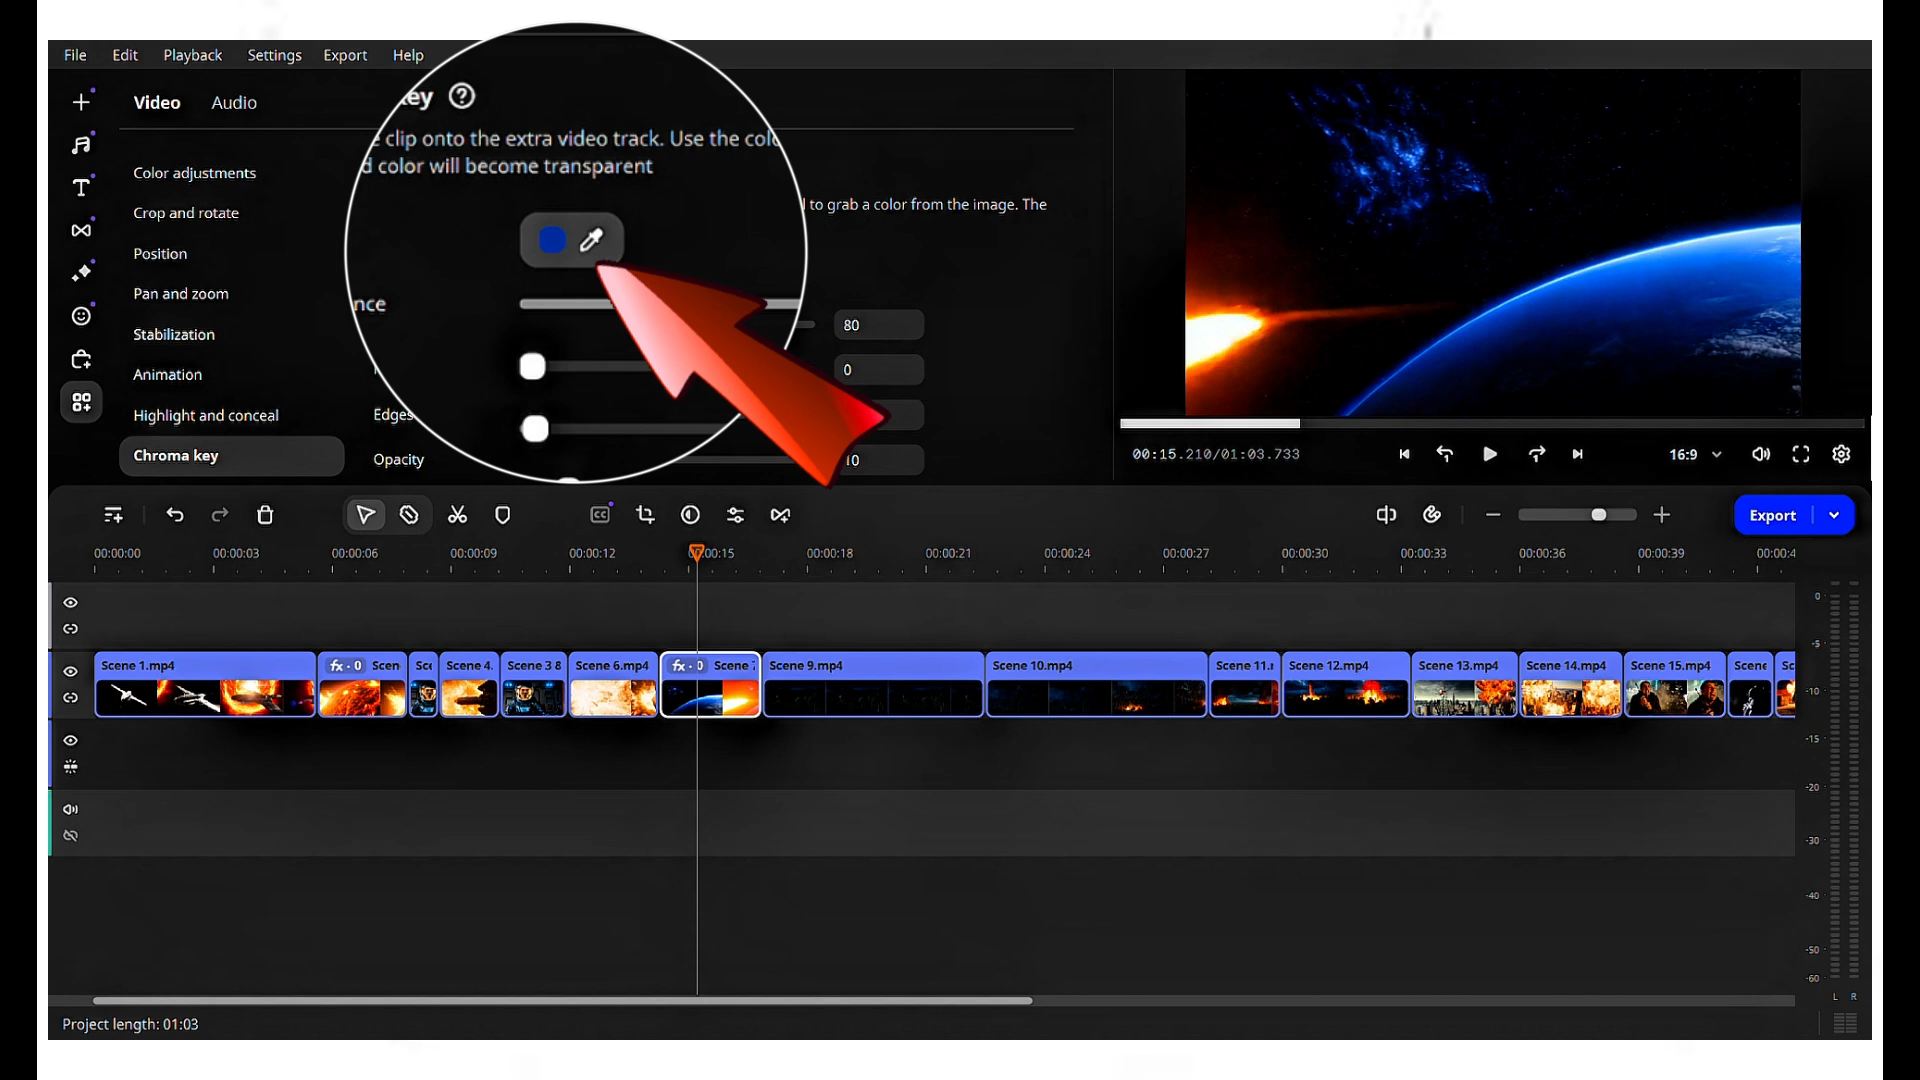 File Edit Playback Settings Export Help
Video Audio
Color adjustments
Crop and rotate
Position
Pan and zoom
Stabilization
Animation
Highlight and conceal
Chroma key
key ?
clip onto the extra video track. Use the colo
d color will become transparent
to grab a color from the image. The
nce
80
0
Edges
Opacity
10
00:15.210/01:03.733
16:9
CC
Export
00:00:00 00:00:03 00:00:06 00:00:09 00:00:12 00:00:15 00:00:18 00:00:21 00:00:24 00:00:27 00:00:30 00:00:33 00:00:36 00:00:39 00:00:4
Scene 1.mp4 fx · 0 Scen Sce Scene 4. Scene 3 8 Scene 6.mp4 fx · 0 Scene 7 Scene 9.mp4 Scene 10.mp4 Scene 11.r Scene 12.mp4 Scene 13.mp4 Scene 14.mp4 Scene 15.mp4 Scene Sc
0
-5
-10
-15
-20
-30
-40
-50
-60
L R
Project length: 01:03